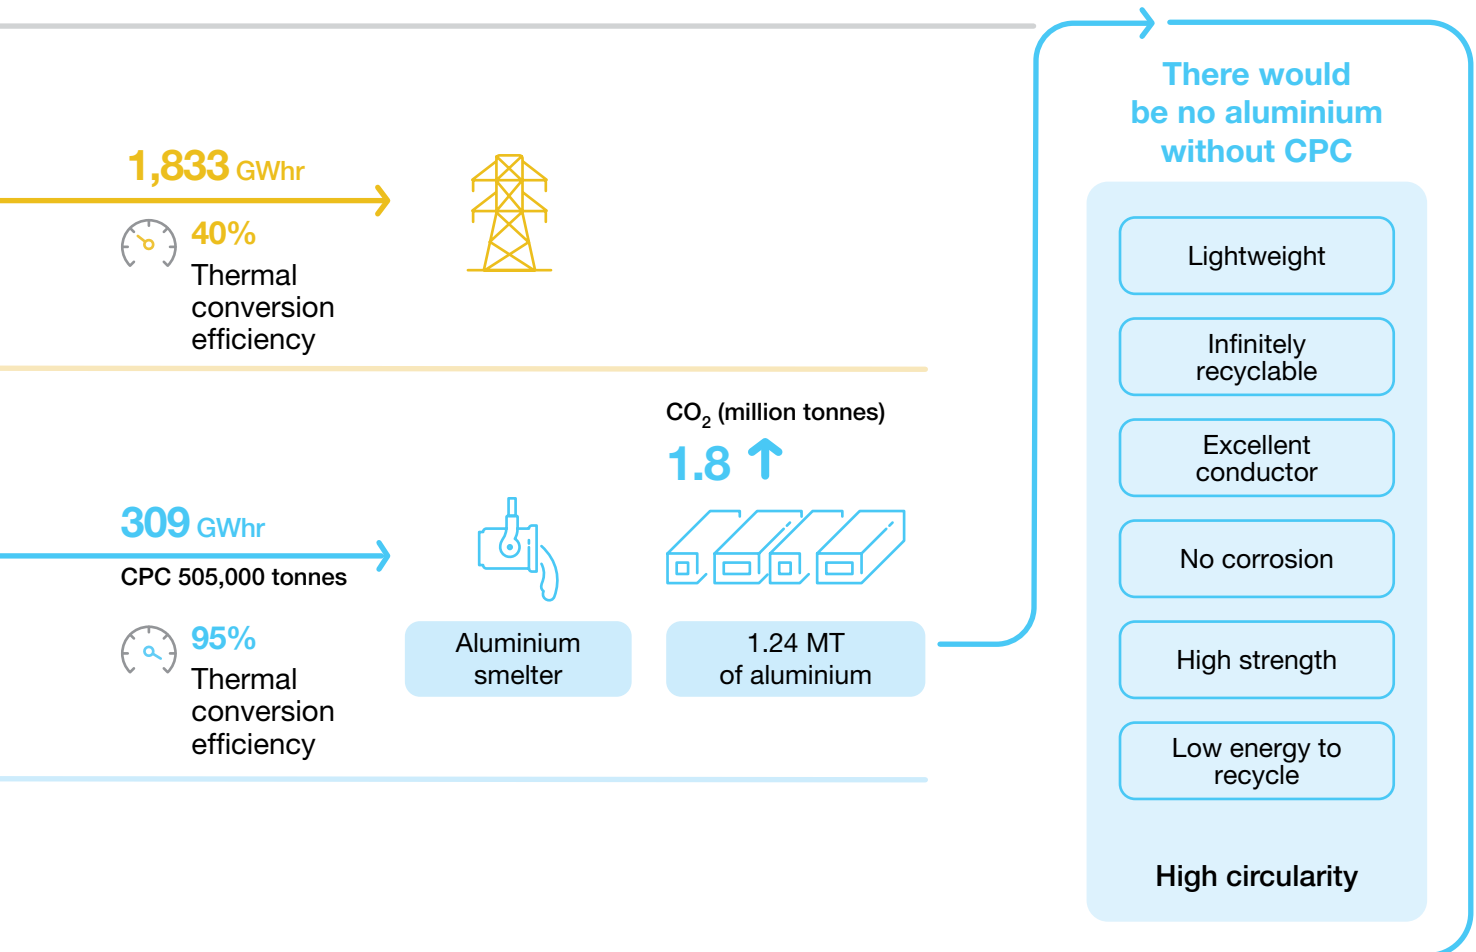 There would
be no aluminium
without CPC
1,833 GWhr
40%
Thermal
conversion
efficiency
Lightweight
Infinitely
recyclable
Excellent
conductor
No corrosion
High strength
Low energy to
recycle
High circularity
CO₂ (million tonnes)
1.8
309 GWhr
CPC 505,000 tonnes
95%
Thermal
conversion
efficiency
Aluminium
smelter
1.24 MT
of aluminium